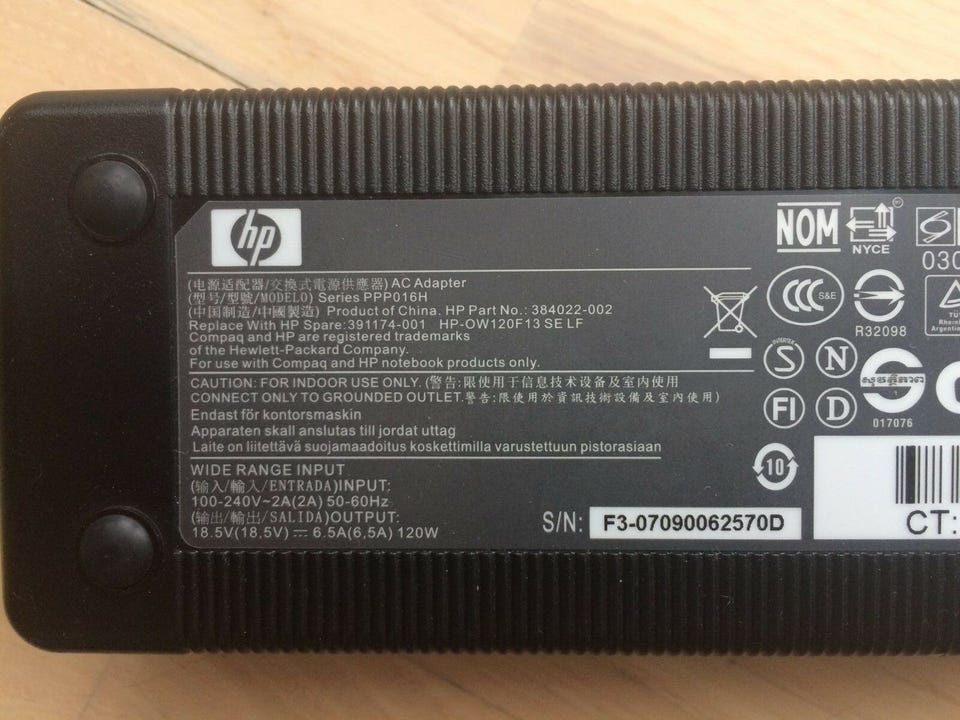 hp
(电源适配器/交換式電源供應器) AC Adapter
(型号/型號/MODELO) Series PPP016H
(中国制造/中國製造) Product of China. HP Part No.: 384022-002
Replace With HP Spare:391174-001 HP-OW120F13 SE LF
Compaq and HP are registered trademarks
of the Hewlett-Packard Company.
For use with Compaq and HP notebook products only.
CAUTION: FOR INDOOR USE ONLY. (警告:限使用于信息技术设备及室内使用
CONNECT ONLY TO GROUNDED OUTLET.警告:限使用於資訊技術設備及室內使用)
Endast för kontorsmaskin
Apparaten skall anslutas till jordat uttag
Laite on liitettävä suojamaadoitus koskettimilla varustettuun pistorasiaan
WIDE RANGE INPUT
(输入/輸入/ENTRADA)INPUT:
100-240V~2A(2A) 50-60Hz
(输出/輸出/SALIDA)OUTPUT:
18.5V(18.5V) ⎓ 6.5A(6,5A) 120W
S/N: F3-07090062570D
NOM
NYCE
030
CCC S&E
R32098
TÜV
Rheinl
Argentin
INTERTEK S N
FI D
017076
10
CT: